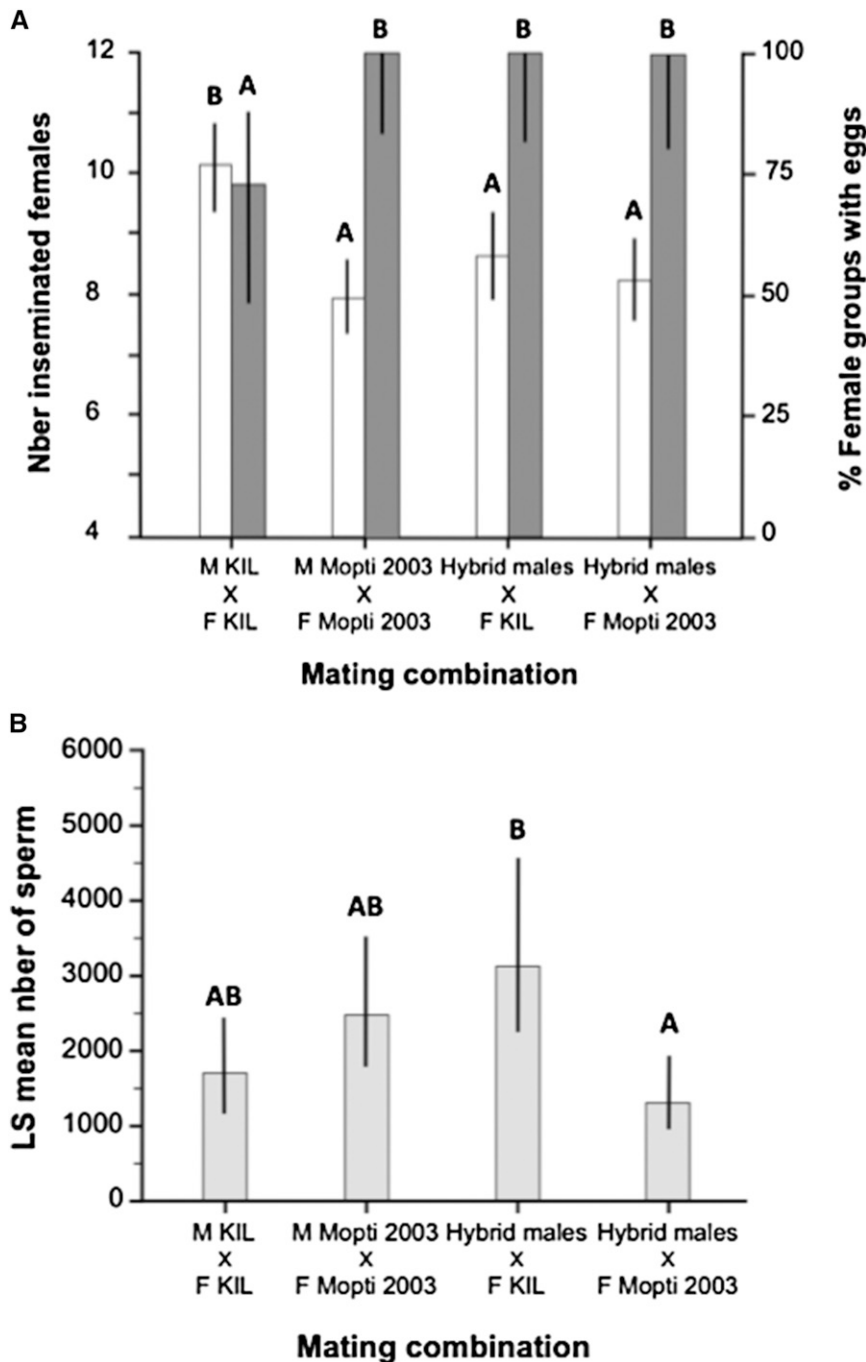 A
Nber inseminated females
% Female groups with eggs
12
10
8
6
4
100
75
50
25
0
B
A
A
B
A
B
A
B
M KIL
X
F KIL
M Mopti 2003
X
F Mopti 2003
Hybrid males
X
F KIL
Hybrid males
X
F Mopti 2003
Mating combination
B
LS mean nber of sperm
6000
5000
4000
3000
2000
1000
0
AB
AB
B
A
M KIL
X
F KIL
M Mopti 2003
X
F Mopti 2003
Hybrid males
X
F KIL
Hybrid males
X
F Mopti 2003
Mating combination